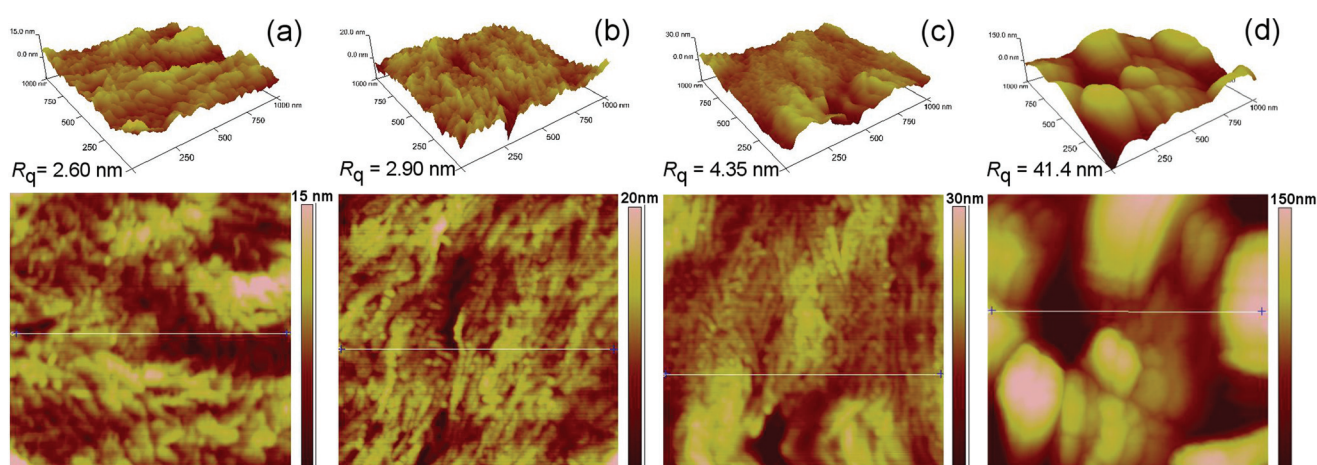 (a)
15.0 nm
0.0 nm
1000 nm
750
500
250
250
500
750
1000 nm
Rq = 2.60 nm
15 nm
(b)
20.0 nm
0.0 nm
1000 nm
750
500
250
250
500
750
1000 nm
Rq = 2.90 nm
20nm
(c)
30.0 nm
0.0 nm
1000 nm
750
500
250
250
500
750
1000 nm
Rq = 4.35 nm
30nm
(d)
150.0 nm
0.0 nm
1000 nm
750
500
250
250
500
750
1000 nm
Rq = 41.4 nm
150nm